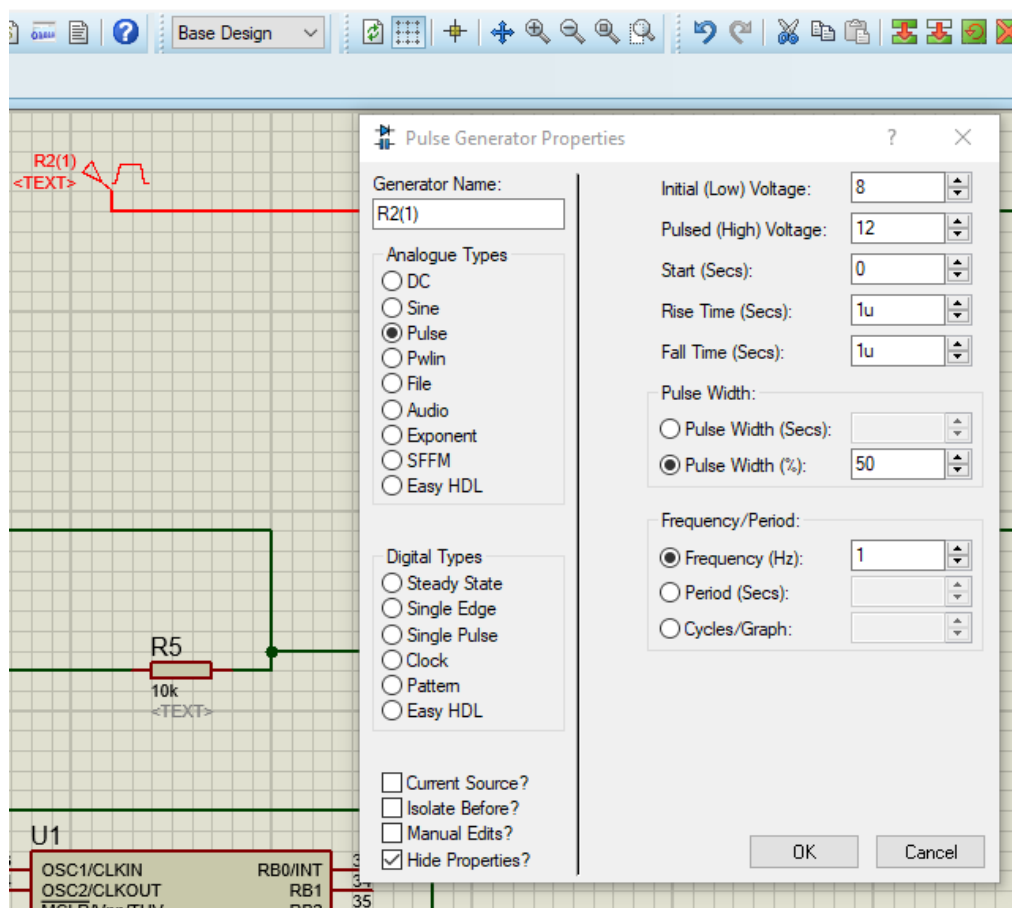 Base Design
R2(1)
<TEXT>
Pulse Generator Properties
?
Generator Name:
R2(1)
Analogue Types
DC
Sine
Pulse
Pwlin
File
Audio
Exponent
SFFM
Easy HDL
Digital Types
Steady State
Single Edge
Single Pulse
Clock
Pattern
Easy HDL
Current Source?
Isolate Before?
Manual Edits?
Hide Properties?
Initial (Low) Voltage: 8
Pulsed (High) Voltage: 12
Start (Secs): 0
Rise Time (Secs): 1u
Fall Time (Secs): 1u
Pulse Width:
Pulse Width (Secs):
Pulse Width (%): 50
Frequency/Period:
Frequency (Hz): 1
Period (Secs):
Cycles/Graph:
OK Cancel
R5
10k
<TEXT>
U1
OSC1/CLKIN RB0/INT
OSC2/CLKOUT RB1 34
35